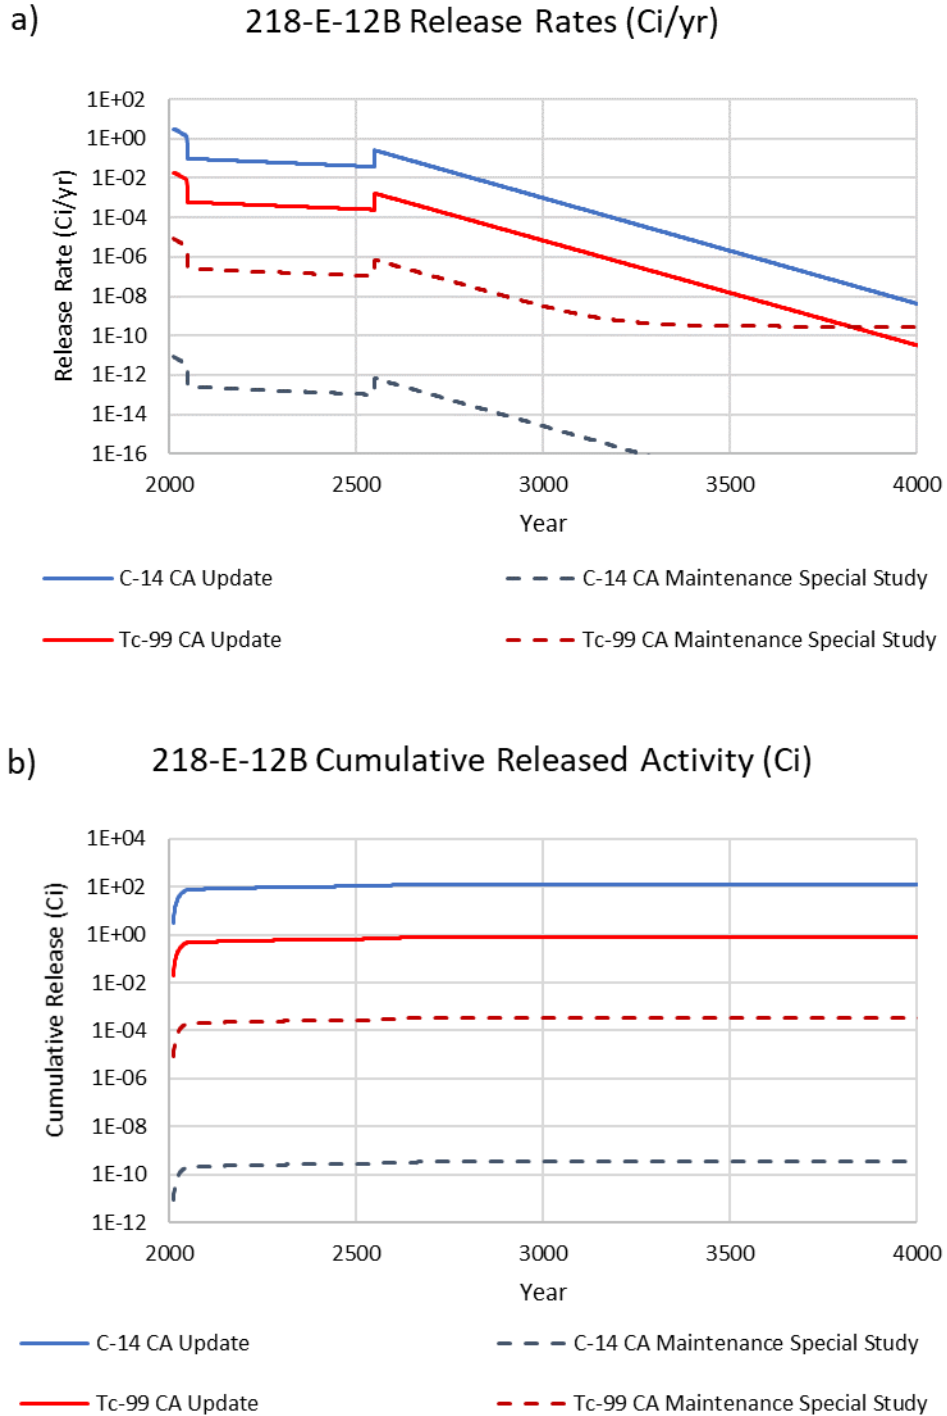 a) 218-E-12B Release Rates (Ci/yr)
1E+02
1E+00
1E-02
1E-04
1E-06
1E-08
1E-10
1E-12
1E-14
1E-16
Release Rate (Ci/yr)
2000 2500 3000 3500 4000
Year
C-14 CA Update C-14 CA Maintenance Special Study
Tc-99 CA Update Tc-99 CA Maintenance Special Study
b) 218-E-12B Cumulative Released Activity (Ci)
1E+04
1E+02
1E+00
1E-02
1E-04
1E-06
1E-08
1E-10
1E-12
Cumulative Release (Ci)
2000 2500 3000 3500 4000
Year
C-14 CA Update C-14 CA Maintenance Special Study
Tc-99 CA Update Tc-99 CA Maintenance Special Study